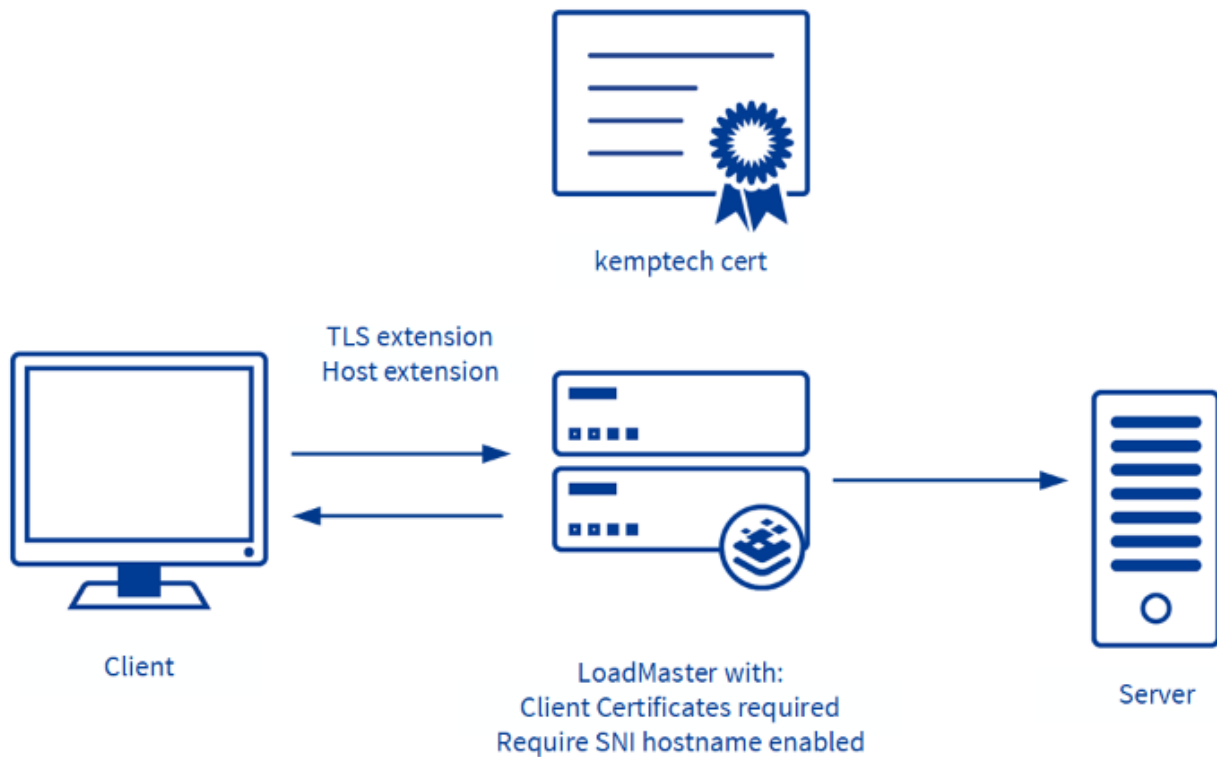 kemptech cert
TLS extension
Host extension
Client
LoadMaster with:
Client Certificates required
Require SNI hostname enabled
Server